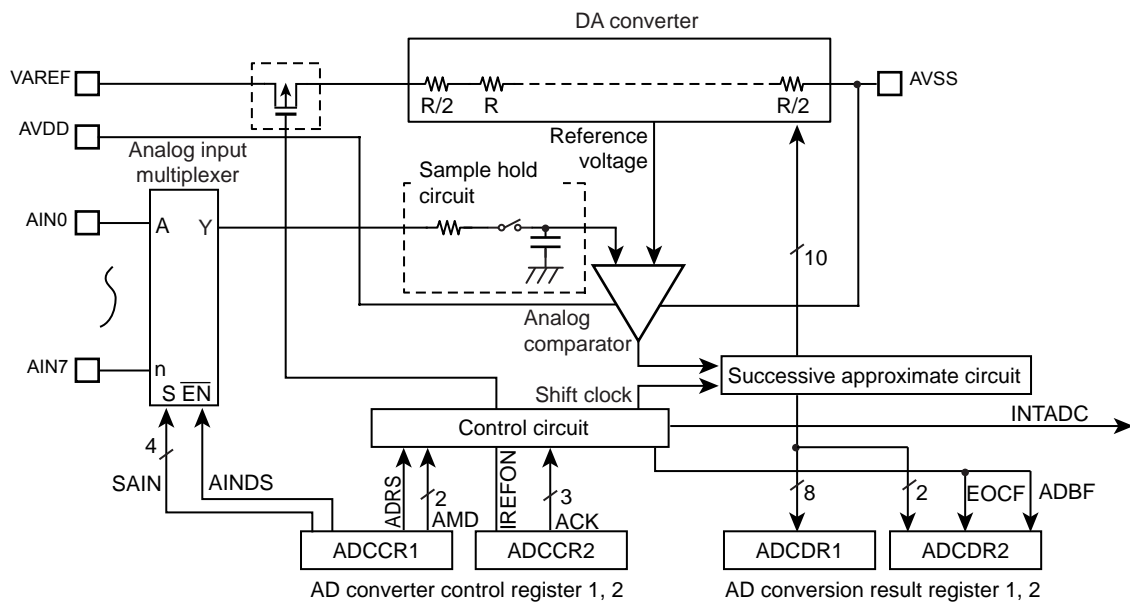 DA converter
VAREF
AVSS
R/2
R
R/2
AVDD
Reference
voltage
Analog input
multiplexer
Sample hold
circuit
AIN0
A
Y
10
Analog
comparator
AIN7
n
S EN
Successive approximate circuit
Shift clock
INTADC
Control circuit
4
SAIN
AINDS
ADRS
2
AMD
IREFON
3
ACK
8
2
EOCF
ADBF
ADCCR1
ADCCR2
ADCDR1
ADCDR2
AD converter control register 1, 2
AD conversion result register 1, 2